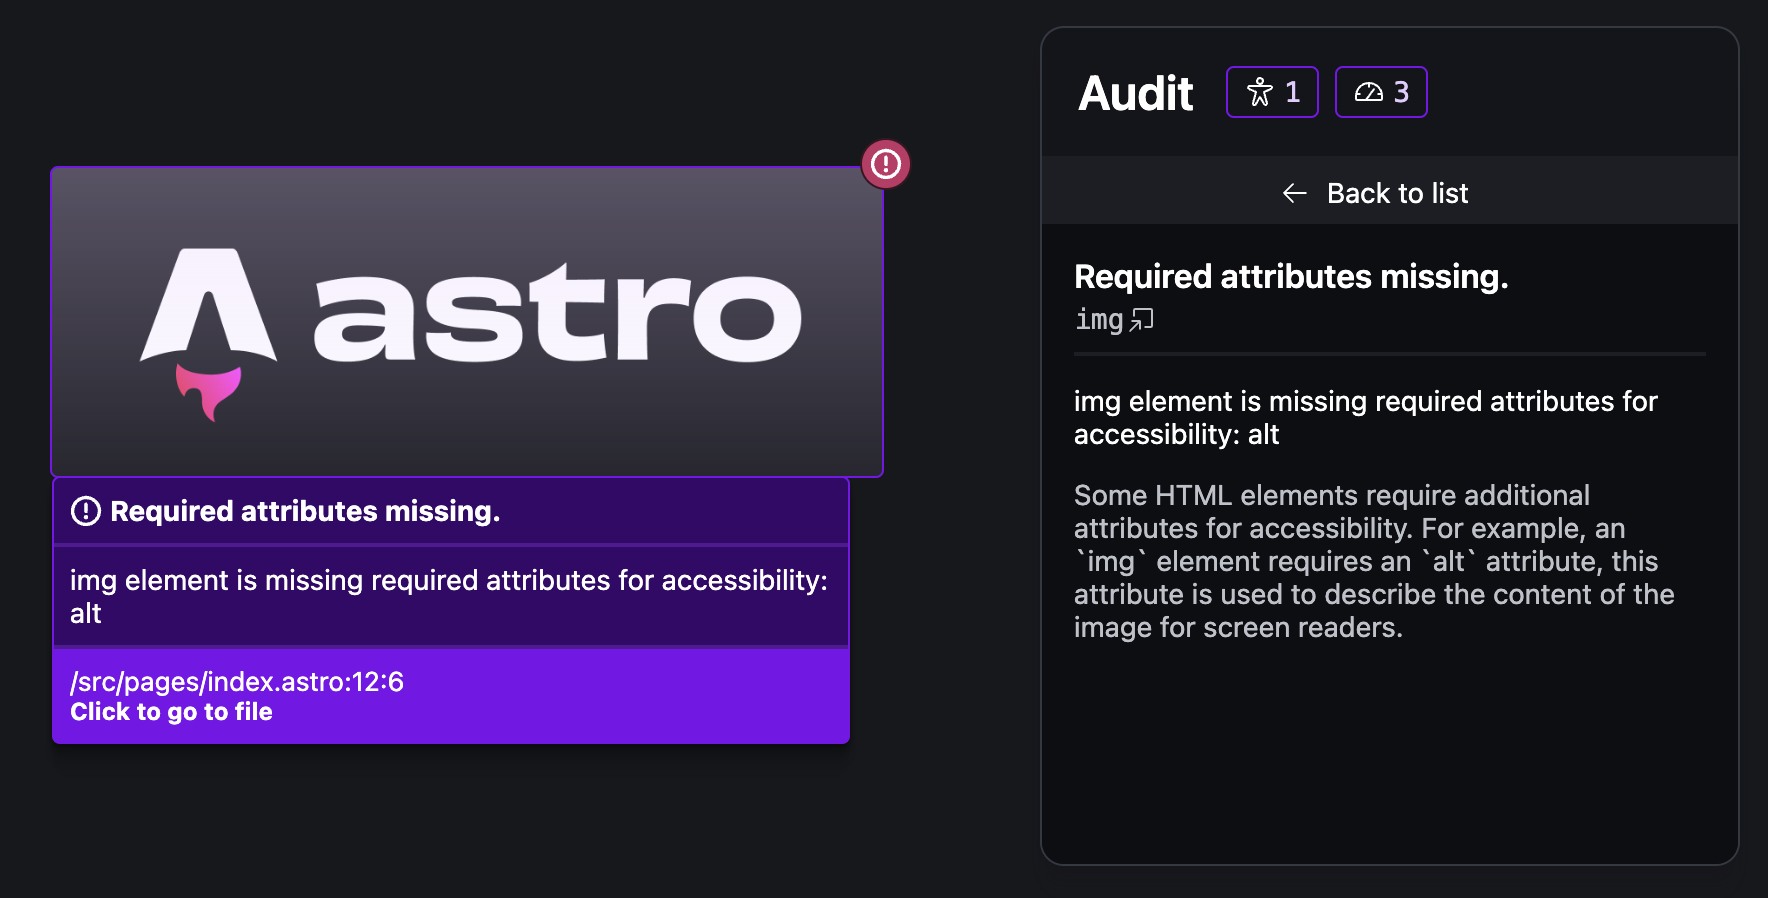 astro
Required attributes missing.
img element is missing required attributes for accessibility:
alt
/src/pages/index.astro:12:6
Click to go to file
Audit
1
3
Back to list
Required attributes missing.
img
img element is missing required attributes for
accessibility: alt
Some HTML elements require additional
attributes for accessibility. For example, an
`img` element requires an `alt` attribute, this
attribute is used to describe the content of the
image for screen readers.